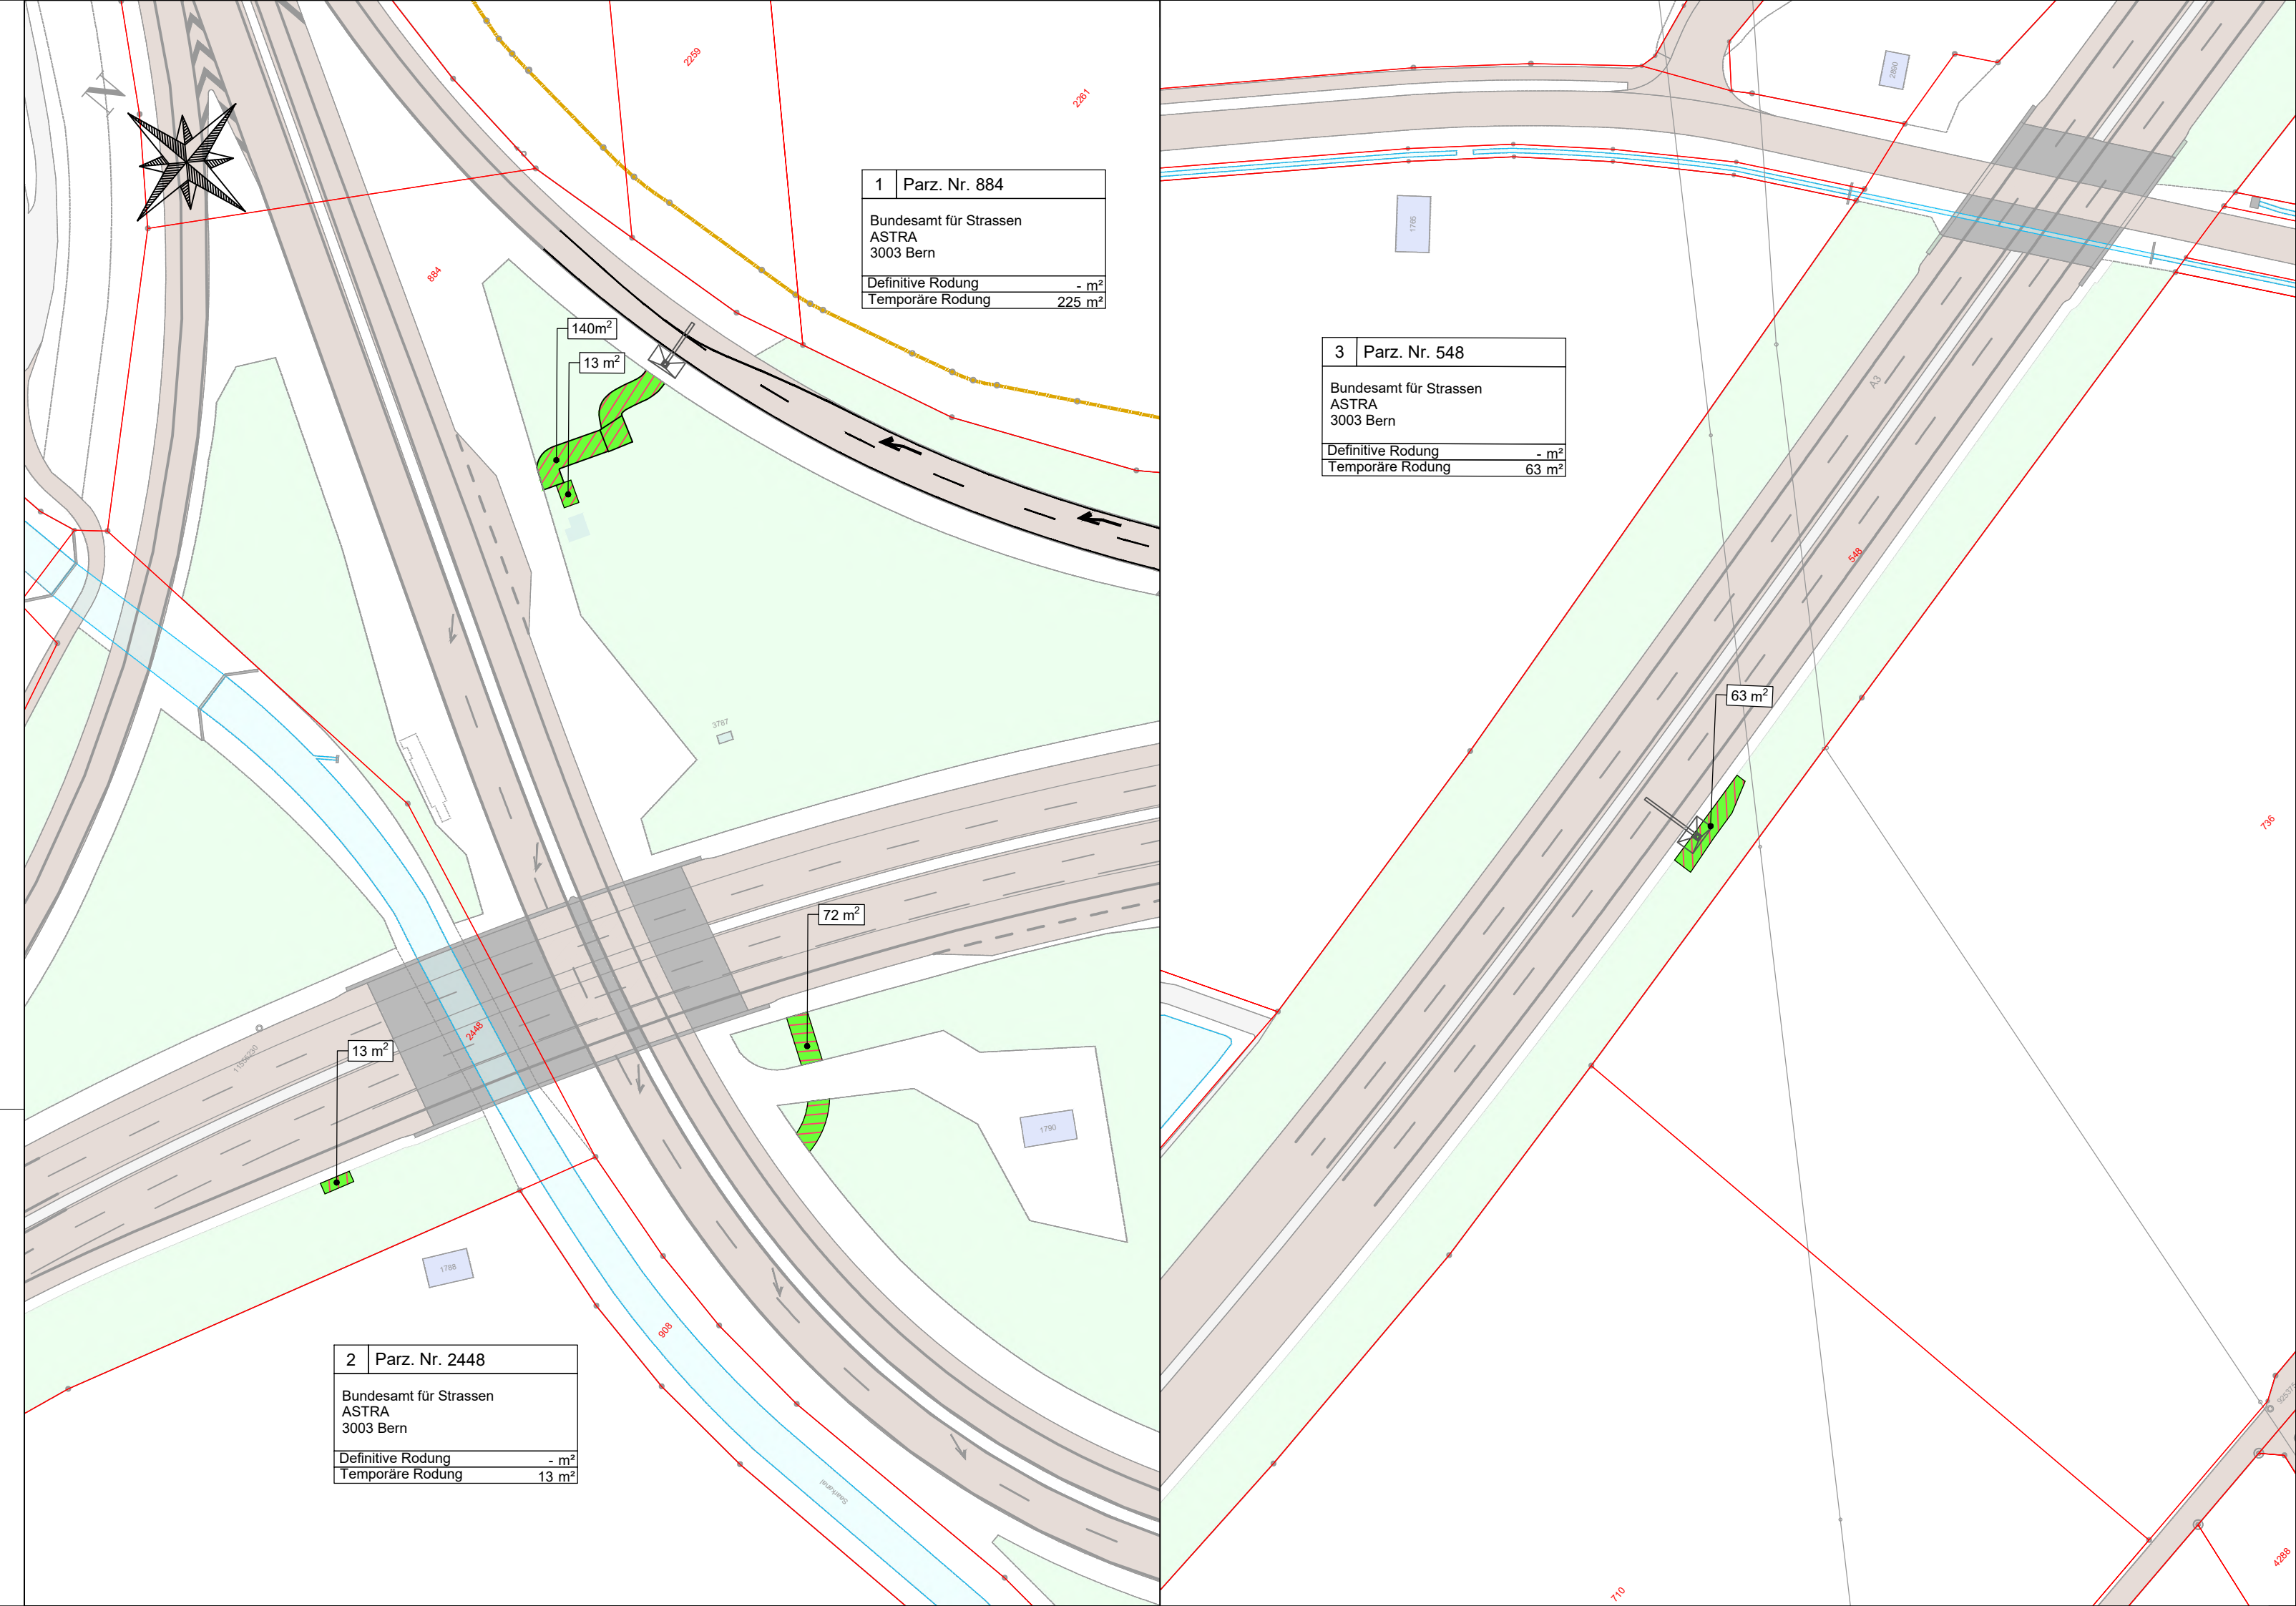 N
2259
2261
884
1 Parz. Nr. 884
Bundesamt für Strassen
ASTRA
3003 Bern
Definitive Rodung - m²
Temporäre Rodung 225 m²
140m²
13 m²
3787
72 m²
13 m²
2448
1790
1788
908
2 Parz. Nr. 2448
Bundesamt für Strassen
ASTRA
3003 Bern
Definitive Rodung - m²
Temporäre Rodung 13 m²
Saarkanal
2890
1765
3 Parz. Nr. 548
Bundesamt für Strassen
ASTRA
3003 Bern
Definitive Rodung - m²
Temporäre Rodung 63 m²
A3
548
63 m²
736
710
4288